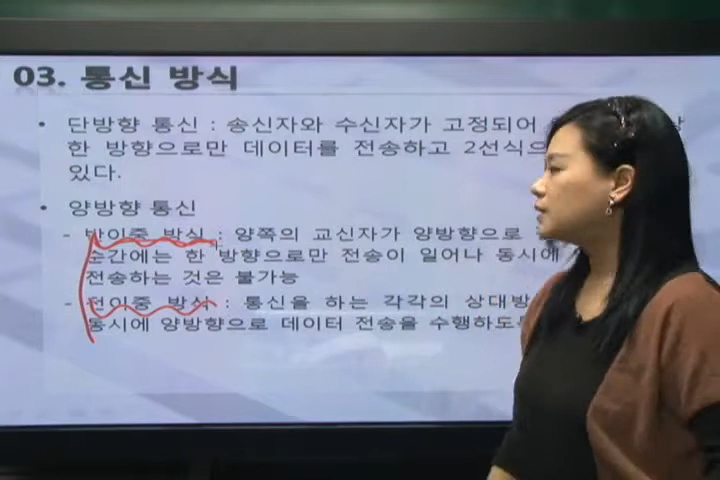 03. 통신 방식
• 단방향 통신 : 송신자와 수신자가 고정되어
한 방향으로만 데이터를 전송하고 2선식으
있다.
• 양방향 통신
- 반이중 방식 : 양쪽의 교신자가 양방향으로
순간에는 한 방향으로만 전송이 일어나 동시에
전송하는 것은 불가능
- 전이중 방식 : 통신을 하는 각각의 상대방
동시에 양방향으로 데이터 전송을 수행하도